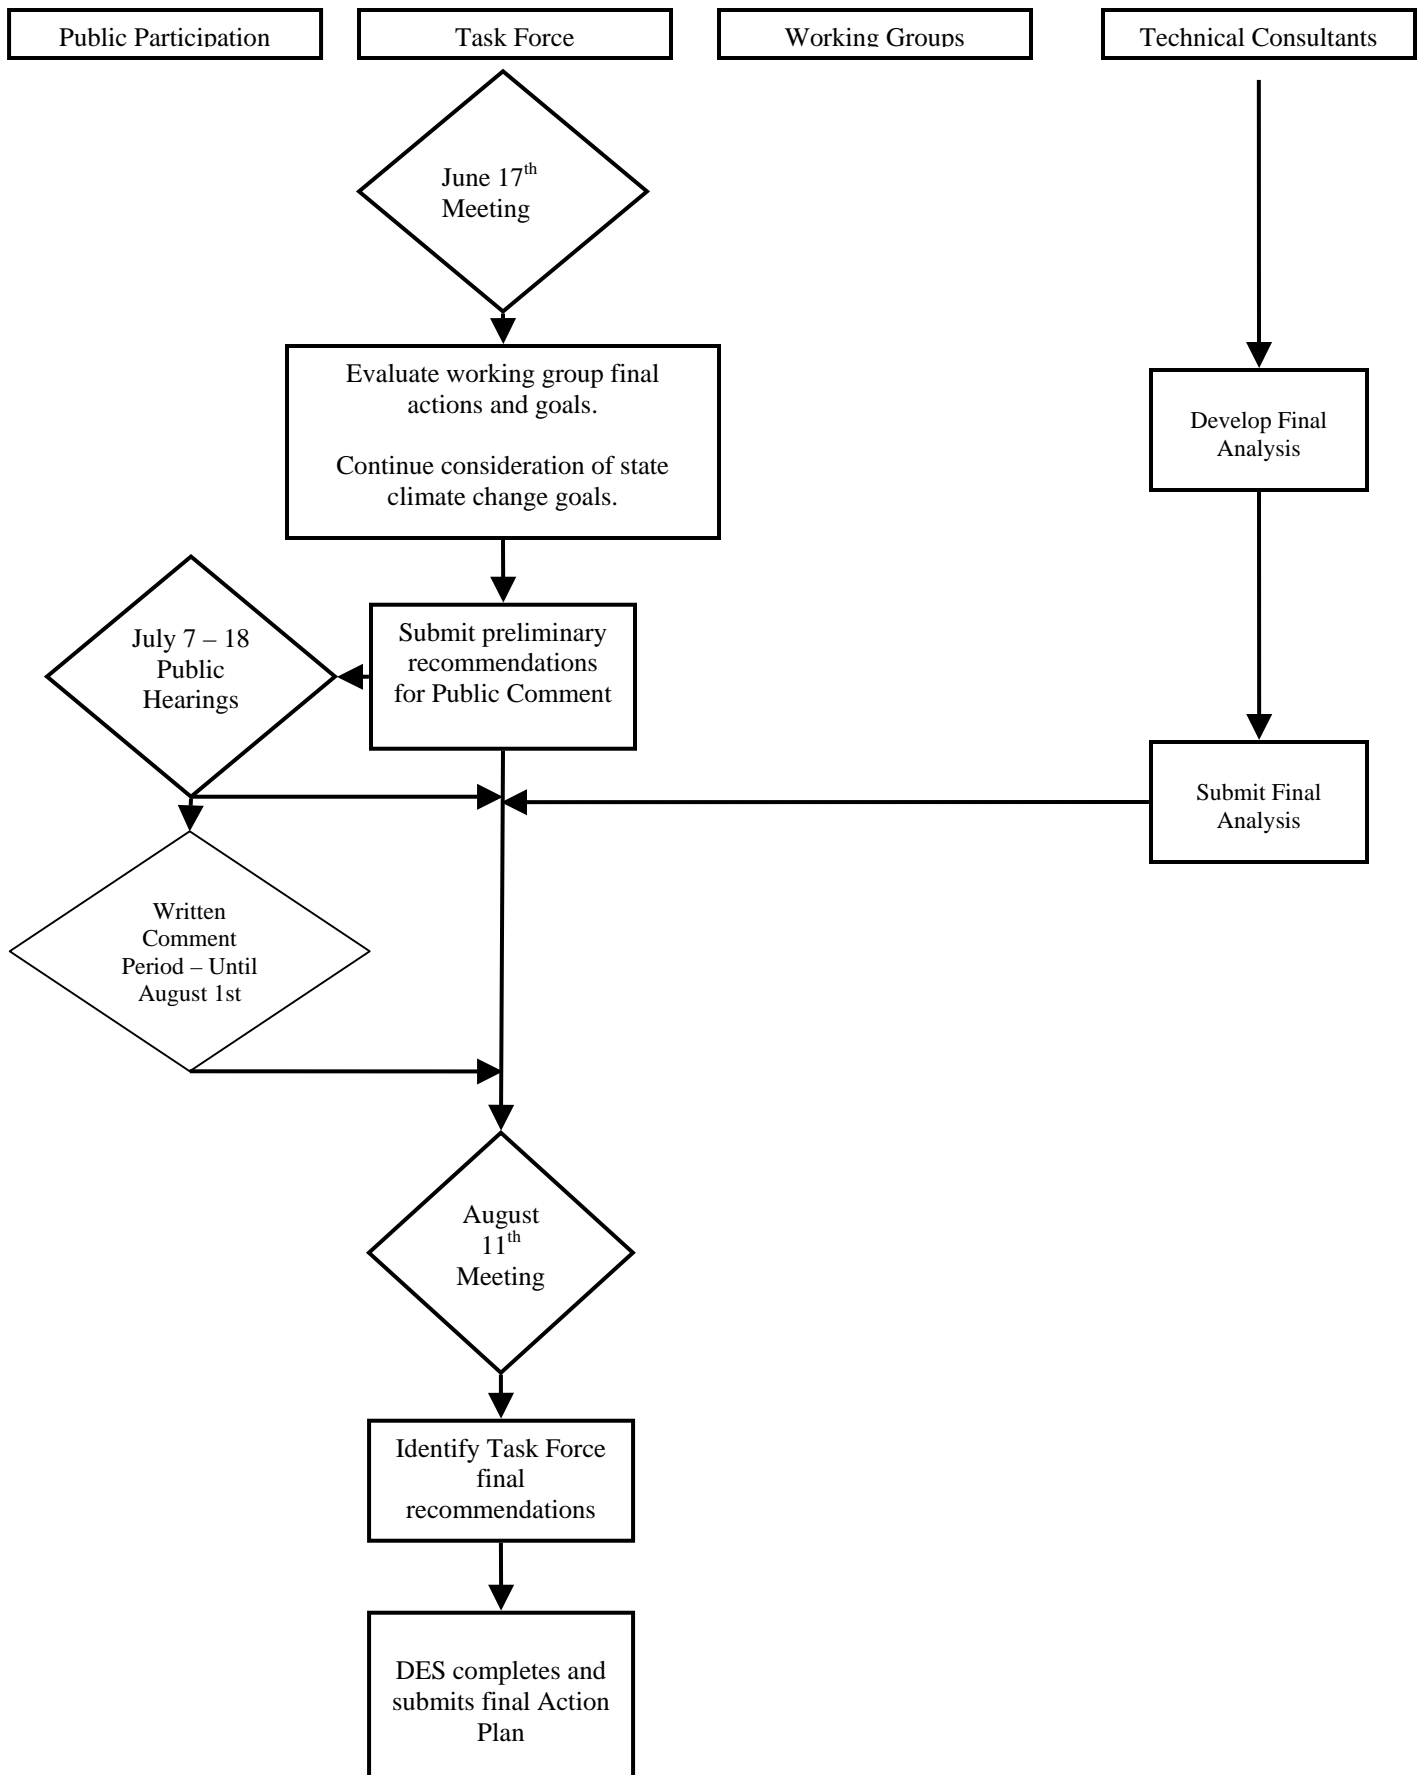 Public Participation
Task Force
Working Groups
Technical Consultants
June 17th
Meeting
Evaluate working group final
actions and goals.
Continue consideration of state
climate change goals.
Develop Final
Analysis
Submit preliminary
recommendations
for Public Comment
July 7 – 18
Public
Hearings
Submit Final
Analysis
Written
Comment
Period – Until
August 1st
August
11th
Meeting
Identify Task Force
final
recommendations
DES completes and
submits final Action
Plan